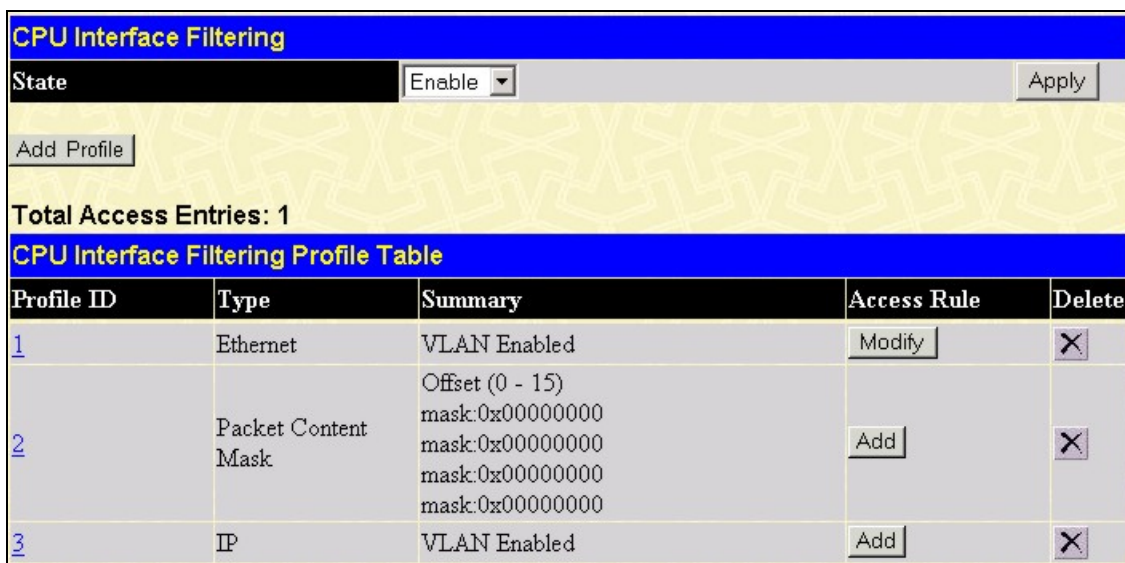 CPU Interface Filtering
State Enable Apply
Add Profile
Total Access Entries: 1
CPU Interface Filtering Profile Table
Profile ID Type Summary Access Rule Delete
1 Ethernet VLAN Enabled Modify
2 Packet Content Mask Offset (0 - 15)
mask:0x00000000
mask:0x00000000
mask:0x00000000
mask:0x00000000
Add
3 IP VLAN Enabled Add